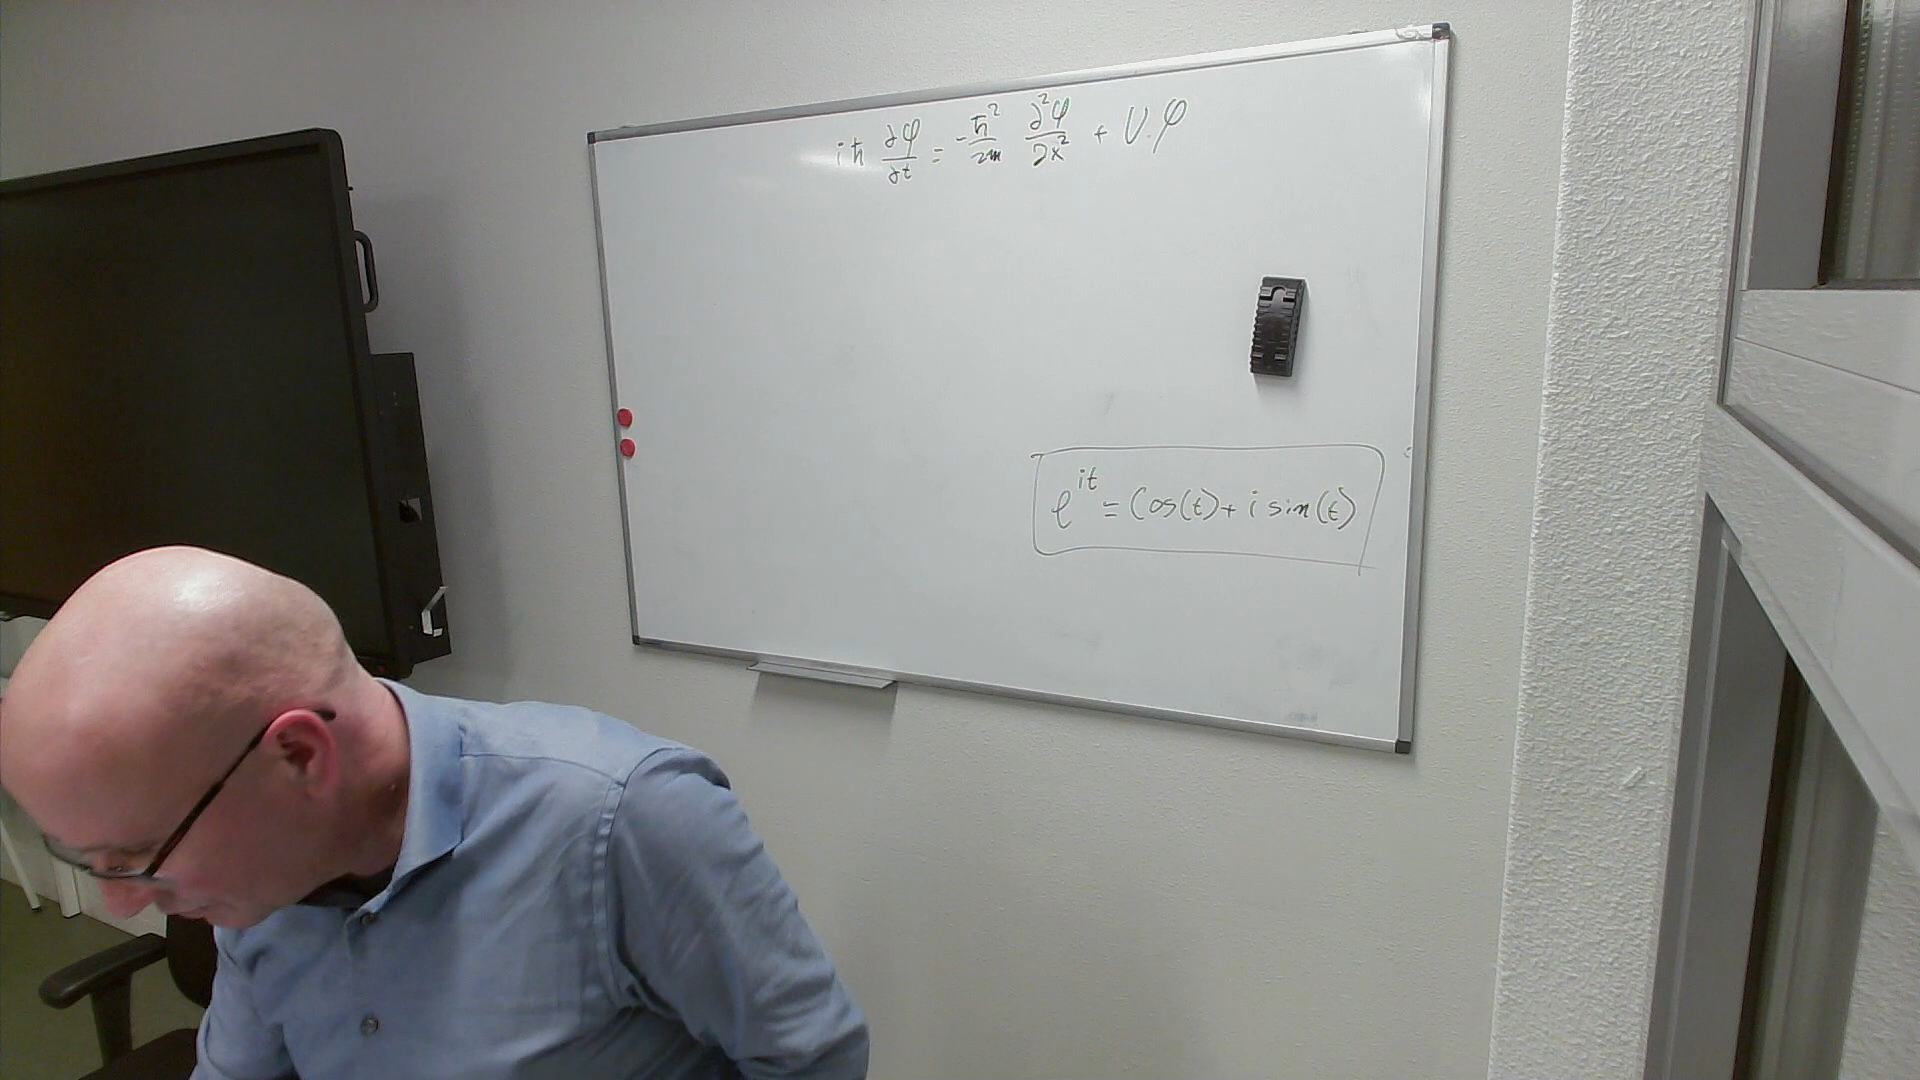 iħ ∂φ/∂t = -ħ²/2m ∂²φ/∂x² + U.φ
e^it = Cos(t) + i sin(t)